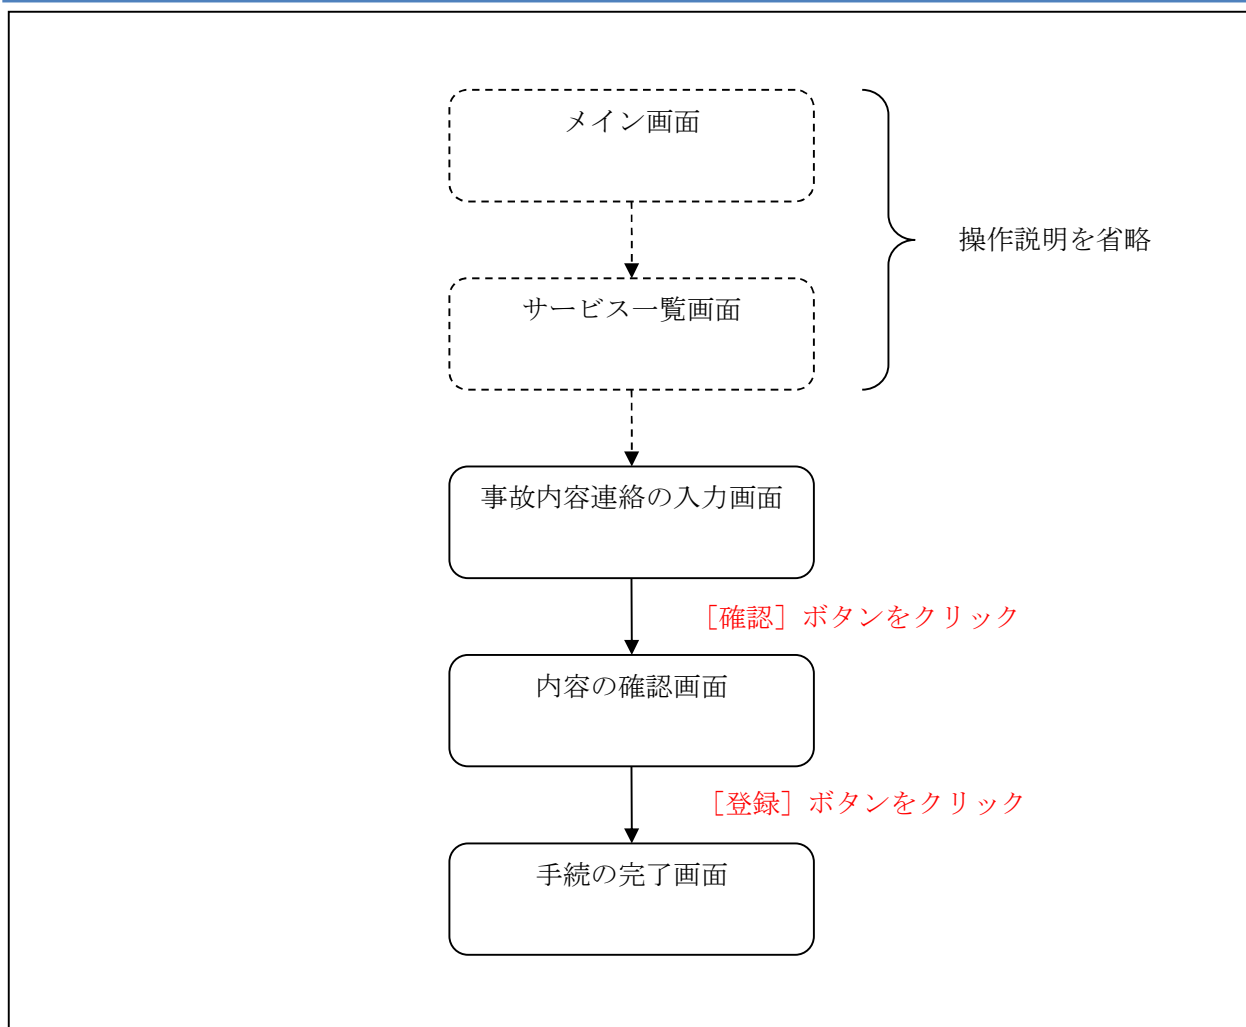 メイン画面
操作説明を省略
サービス一覧画面
事故内容連絡の入力画面
［確認］ボタンをクリック
内容の確認画面
［登録］ボタンをクリック
手続の完了画面